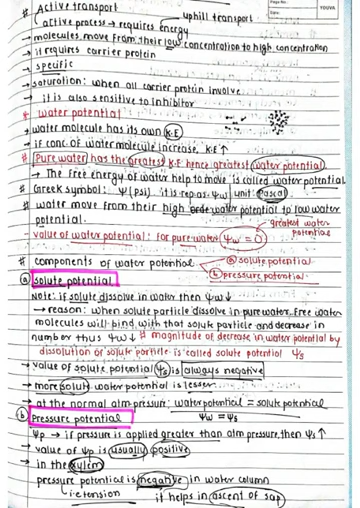 Page No.:
Date:
YOUVA
# Active transport
uphill transport
→ active process → requires energy
→ molecules move from their low concentration to high concentration
→ it requires carrier protein
→ specific
→ saturation: when all carrier protein involve
→ it is also sensitive to inhibitor
# water potential
→ water molecule has its own K.E
→ if conc. of water molecule increase, K.E ↑
# Pure water has the greatest K.E hence greatest water potential
→ The free energy of water help to move is called water potential
# Greek symbol: Ψ (Psi). it is rep. as Ψw unit: Pascal
# water move from their high water potential to low water
potential.
greatest water
potential
value of water potential: for pure water Ψw = 0
# components of water potential
(a) solute potential
(b) pressure potential
(a) solute potential
Note: if solute dissolve in water then Ψw ↓
→ reason: when solute particle dissolve in pure water. free water
molecules will bind with that solute particle and decrease in
number thus Ψw ↓ # magnitude of decrease in water potential by
dissolution of solute particle is called solute potential Ψs
→ value of solute potential (Ψs) is always negative
→ more solute water potential is lesser
→ at the normal atm. pressure: water potential = solute potential
Ψw = Ψs
(b) Pressure potential
Ψp → if pressure is applied greater than atm pressure, then Ψs ↑
→ value of Ψp is usually positive
→ in the xylem
pressure potential is negative in water column
i.e tension
it helps in ascent of sap